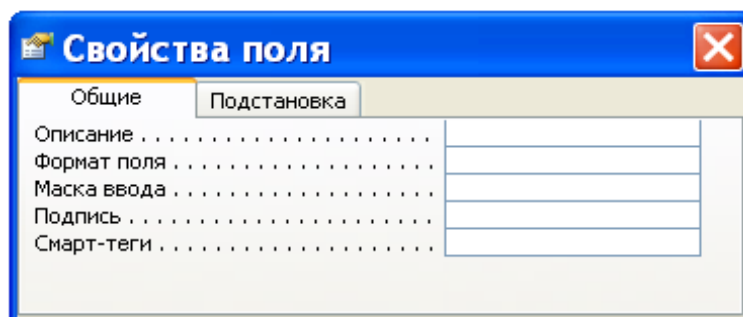 Свойства поля
Общие Подстановка
Описание . . . . . . . . . . . . . . . . . . . . .
Формат поля . . . . . . . . . . . . . . . . . . .
Маска ввода . . . . . . . . . . . . . . . . . . .
Подпись . . . . . . . . . . . . . . . . . . . . . .
Смарт-теги . . . . . . . . . . . . . . . . . . . .